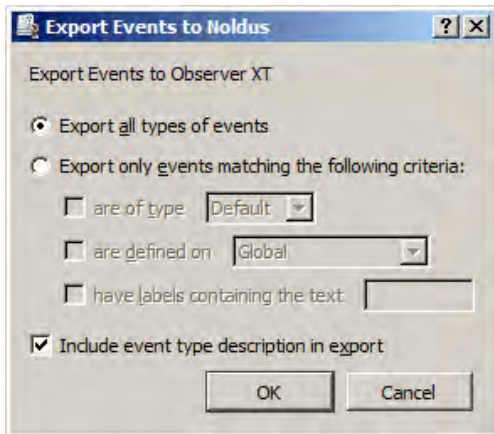 Export Events to Noldus
Export Events to Observer XT
Export all types of events
Export only events matching the following criteria:
are of type Default
are defined on Global
have labels containing the text
Include event type description in export
OK Cancel